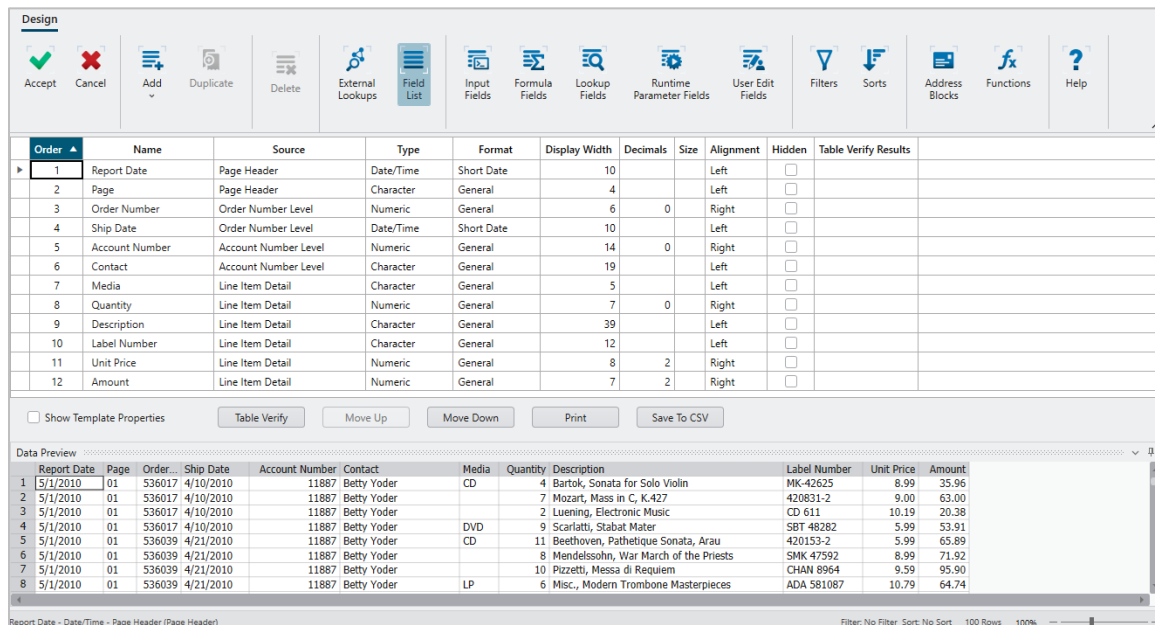 Design
Accept Cancel Add Duplicate Delete External Lookups Field List Input Fields Formula Fields Lookup Fields Runtime Parameter Fields User Edit Fields Filters Sorts Address Blocks Functions Help
Order Name Source Type Format Display Width Decimals Size Alignment Hidden Table Verify Results
1 Report Date Page Header Date/Time Short Date 10 Left
2 Page Page Header Character General 4 Left
3 Order Number Order Number Level Numeric General 6 0 Right
4 Ship Date Order Number Level Date/Time Short Date 10 Left
5 Account Number Account Number Level Numeric General 14 0 Right
6 Contact Account Number Level Character General 19 Left
7 Media Line Item Detail Character General 5 Left
8 Quantity Line Item Detail Numeric General 7 0 Right
9 Description Line Item Detail Character General 39 Left
10 Label Number Line Item Detail Character General 12 Left
11 Unit Price Line Item Detail Numeric General 8 2 Right
12 Amount Line Item Detail Numeric General 7 2 Right
Show Template Properties Table Verify Move Up Move Down Print Save To CSV
Data Preview
Report Date Page Order... Ship Date Account Number Contact Media Quantity Description Label Number Unit Price Amount
1 5/1/2010 01 536017 4/10/2010 11887 Betty Yoder CD 4 Bartok, Sonata for Solo Violin MK-42625 8.99 35.96
2 5/1/2010 01 536017 4/10/2010 11887 Betty Yoder 7 Mozart, Mass in C, K.427 420831-2 9.00 63.00
3 5/1/2010 01 536017 4/10/2010 11887 Betty Yoder 2 Luening, Electronic Music CD 611 10.19 20.38
4 5/1/2010 01 536017 4/10/2010 11887 Betty Yoder DVD 9 Scarlatti, Stabat Mater SBT 48282 5.99 53.91
5 5/1/2010 01 536039 4/21/2010 11887 Betty Yoder CD 11 Beethoven, Pathetique Sonata, Arau 420153-2 5.99 65.89
6 5/1/2010 01 536039 4/21/2010 11887 Betty Yoder 8 Mendelssohn, War March of the Priests SMK 47592 8.99 71.92
7 5/1/2010 01 536039 4/21/2010 11887 Betty Yoder 10 Pizzetti, Messa di Requiem CHAN 8964 9.59 95.90
8 5/1/2010 01 536039 4/21/2010 11887 Betty Yoder LP 6 Misc., Modern Trombone Masterpieces ADA 581087 10.79 64.74
Report Date - Date/Time - Page Header (Page Header) Filter: No Filter Sort: No Sort 100 Rows 100%